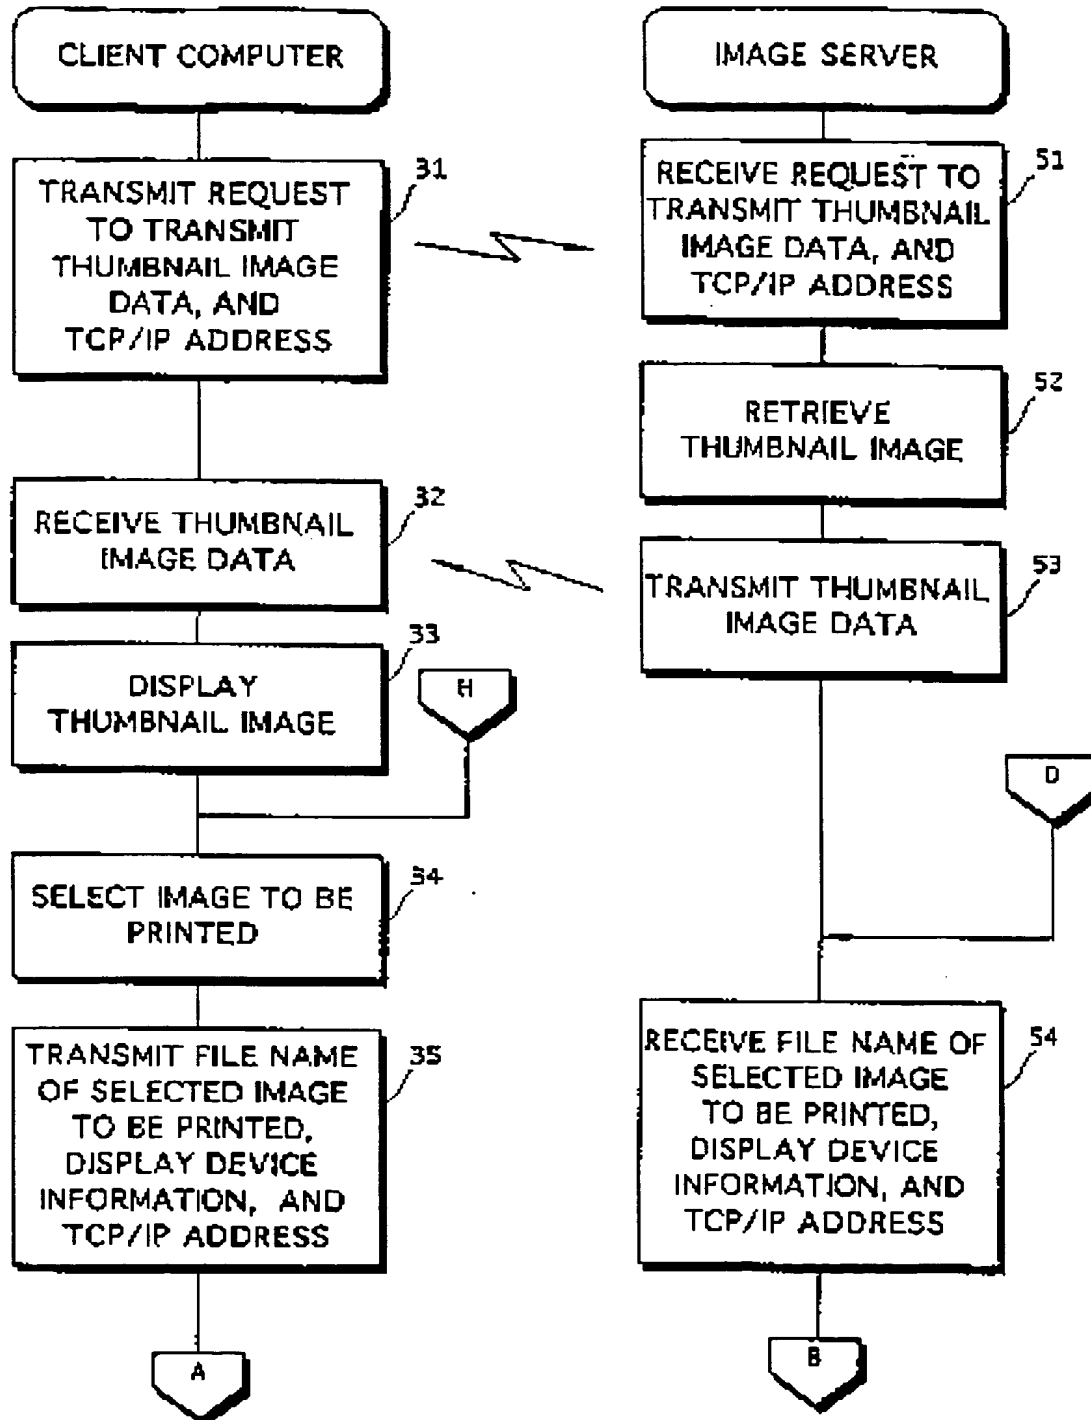 CLIENT COMPUTER
31
TRANSMIT REQUEST
TO TRANSMIT
THUMBNAIL IMAGE
DATA, AND
TCP/IP ADDRESS
32
RECEIVE THUMBNAIL
IMAGE DATA
33
DISPLAY
THUMBNAIL IMAGE
H
34
SELECT IMAGE TO BE
PRINTED
35
TRANSMIT FILE NAME
OF SELECTED IMAGE
TO BE PRINTED,
DISPLAY DEVICE
INFORMATION, AND
TCP/IP ADDRESS
A
IMAGE SERVER
51
RECEIVE REQUEST TO
TRANSMIT THUMBNAIL
IMAGE DATA, AND
TCP/IP ADDRESS
52
RETRIEVE
THUMBNAIL IMAGE
53
TRANSMIT THUMBNAIL
IMAGE DATA
D
54
RECEIVE FILE NAME OF
SELECTED IMAGE
TO BE PRINTED,
DISPLAY DEVICE
INFORMATION, AND
TCP/IP ADDRESS
B